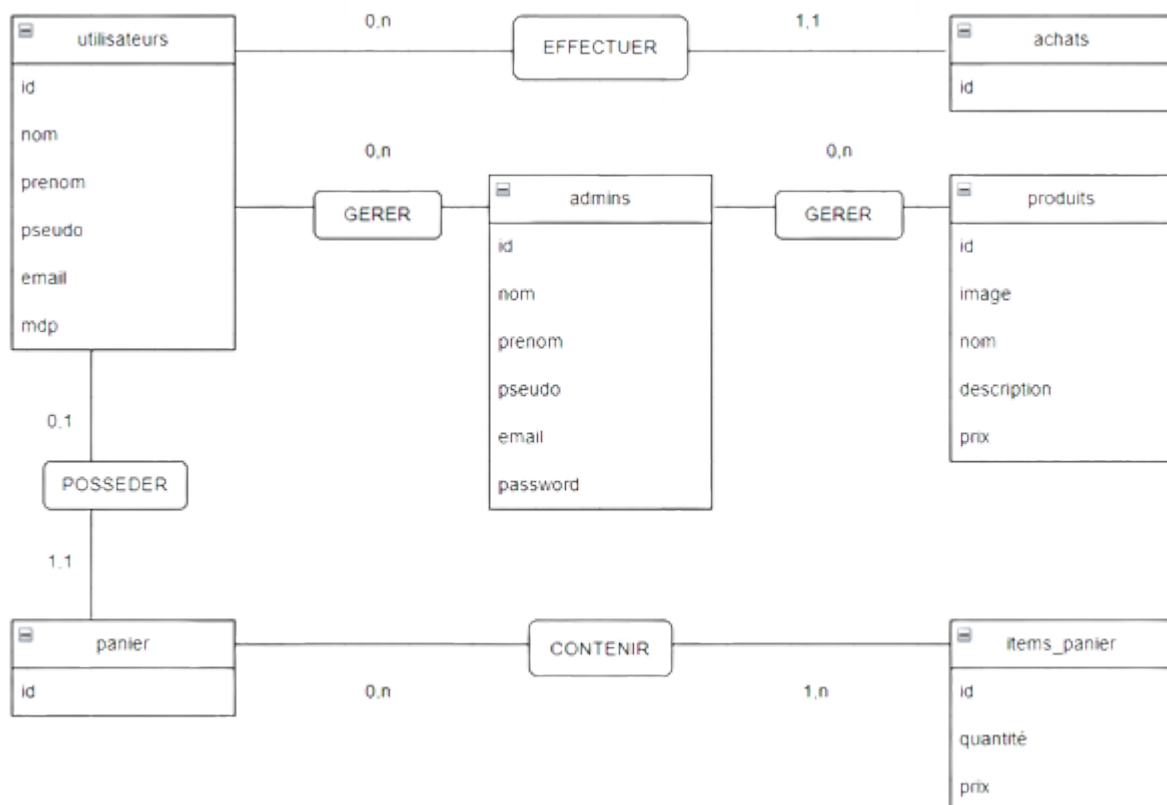 0,n
1,1
utilisateurs
EFFECTUER
achats
id
id
nom
prenom
pseudo
email
mdp
0,n
0,n
GERER
admins
GERER
produits
id
nom
prenom
pseudo
email
password
id
image
nom
description
prix
0,1
POSSEDER
1,1
panier
CONTENIR
items_panier
id
0,n
1,n
id
quantité
prix